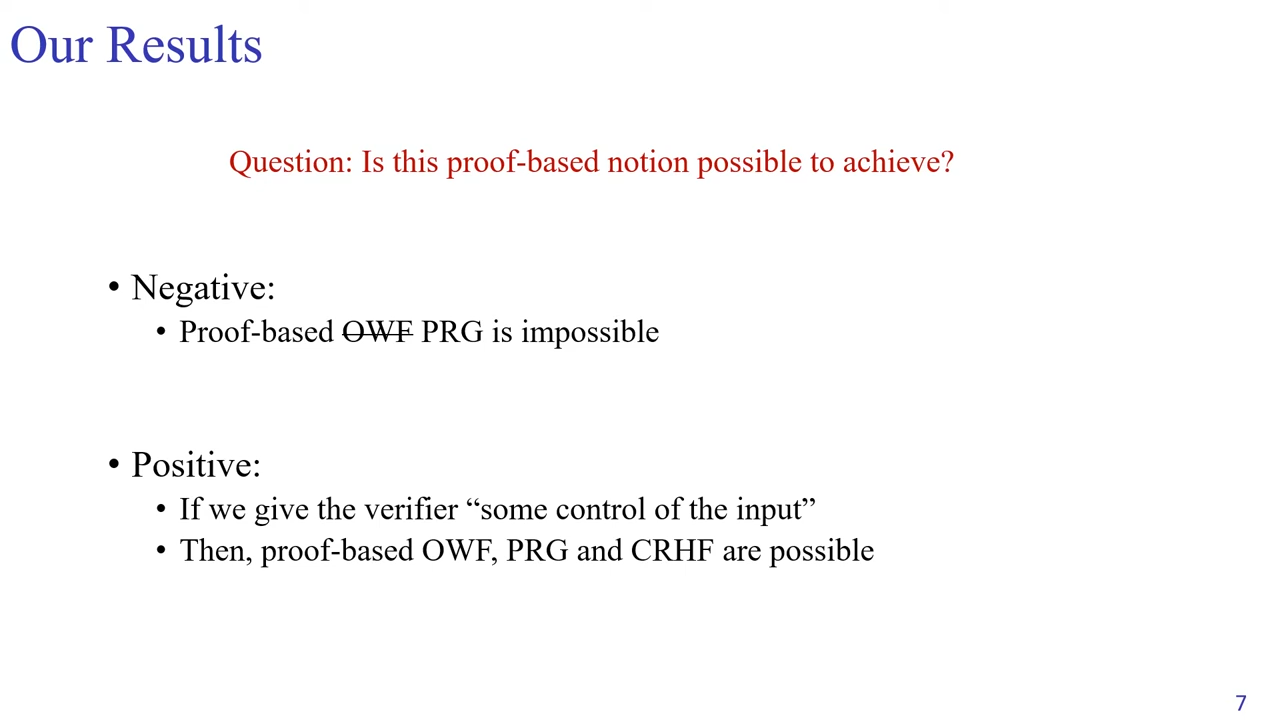 Our Results
Question: Is this proof-based notion possible to achieve?
• Negative:
• Proof-based OWF PRG is impossible
• Positive:
• If we give the verifier “some control of the input”
• Then, proof-based OWF, PRG and CRHF are possible
7